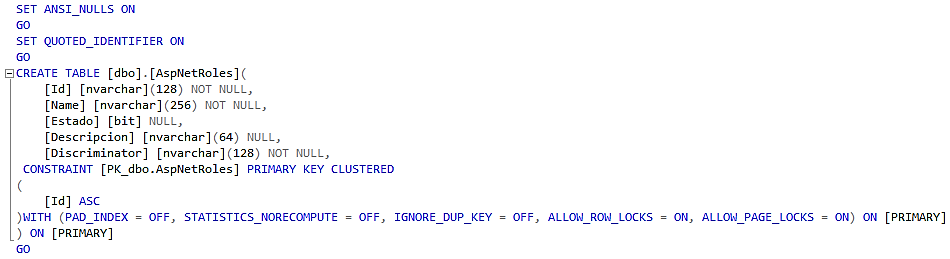 SET ANSI_NULLS ON
GO
SET QUOTED_IDENTIFIER ON
GO
CREATE TABLE [dbo].[AspNetRoles](
    [Id] [nvarchar](128) NOT NULL,
    [Name] [nvarchar](256) NOT NULL,
    [Estado] [bit] NULL,
    [Descripcion] [nvarchar](64) NULL,
    [Discriminator] [nvarchar](128) NOT NULL,
 CONSTRAINT [PK_dbo.AspNetRoles] PRIMARY KEY CLUSTERED
(
    [Id] ASC
)WITH (PAD_INDEX = OFF, STATISTICS_NORECOMPUTE = OFF, IGNORE_DUP_KEY = OFF, ALLOW_ROW_LOCKS = ON, ALLOW_PAGE_LOCKS = ON) ON [PRIMARY]
) ON [PRIMARY]
GO